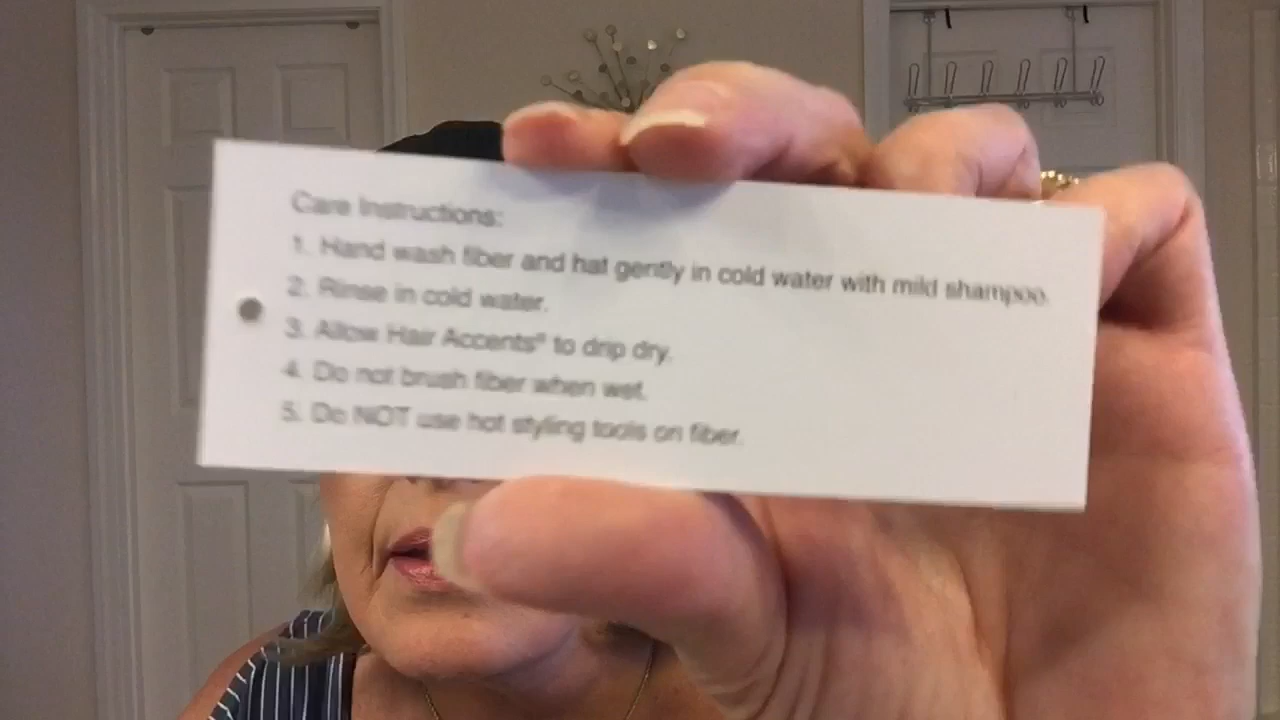 Care Instructions:
1. Hand wash fiber and hat gently in cold water with mild shampoo.
2. Rinse in cold water.
3. Allow Hair Accents® to drip dry.
4. Do not brush fiber when wet.
5. Do NOT use hot styling tools on fiber.